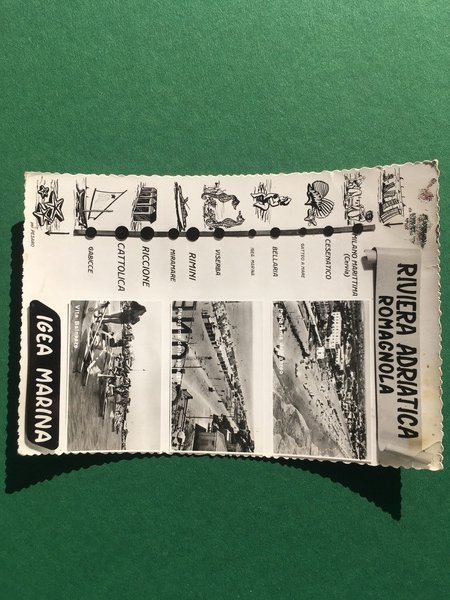 RIVIERA ADRIATICA
ROMAGNOLA
MILANO MARITTIMA
(Cervia)
CESENATICO
GATTEO A MARE
BELLARIA
IGEA MARINA
VISERBA
RIMINI
MIRAMARE
RICCIONE
CATTOLICA
GABICCE
PESARO
IGEA MARINA